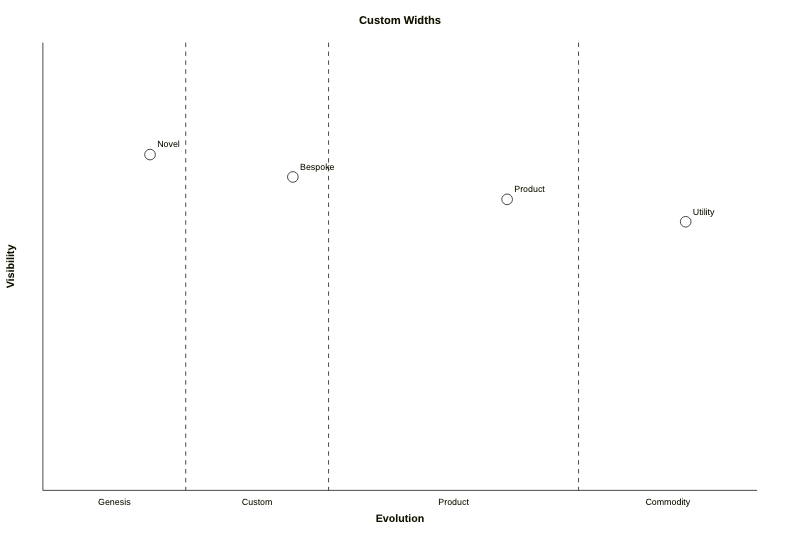 Custom Widths
Novel
Bespoke
Product
Utility
Visibility
Genesis
Custom
Product
Commodity
Evolution